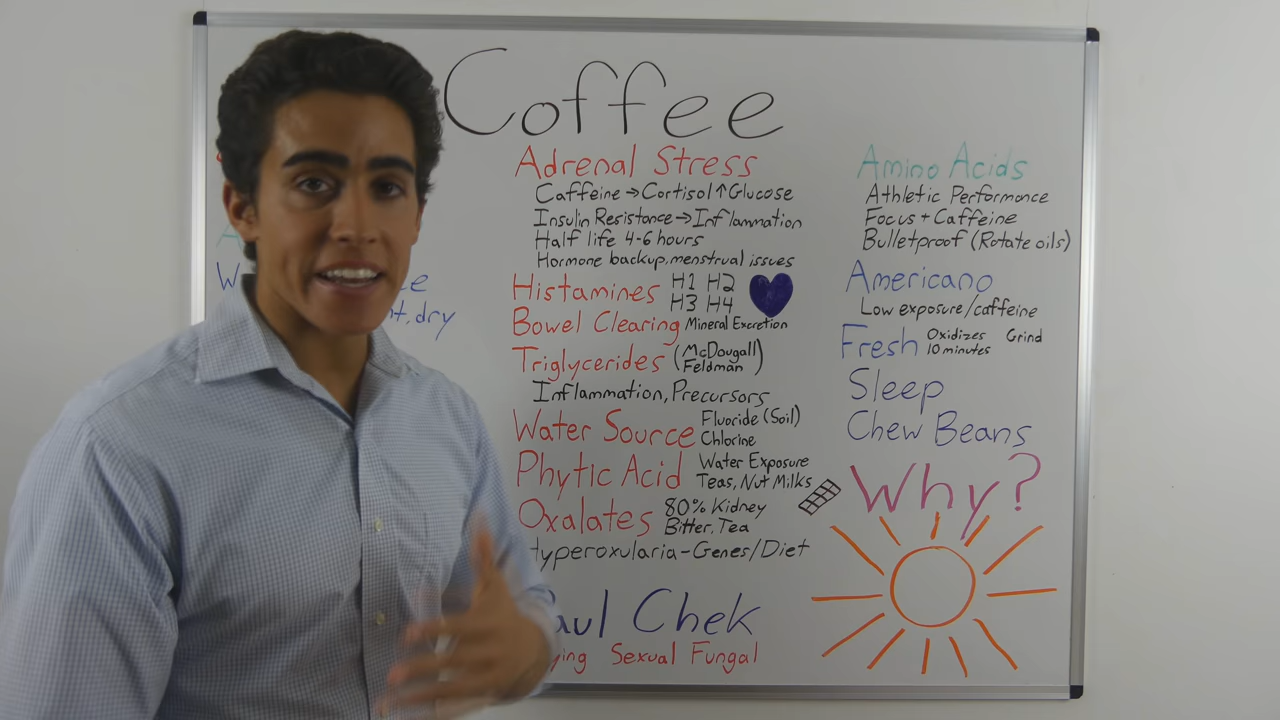 Coffee
Adrenal Stress
Caffeine → Cortisol ↑ Glucose
Insulin Resistance → Inflammation
Half life 4-6 hours
Hormone backup, menstrual issues
Histamines H1 H2
H3 H4
Bowel Clearing Mineral Excretion
Triglycerides (McDougall
Feldman)
Inflammation, Precursors
Water Source Fluoride (Soil)
Chlorine
Phytic Acid Water Exposure
Teas, Nut Milks
Oxalates 80% Kidney
Bitter, Tea
Hyperoxularia-Genes/Diet
Chek
Sexual Fungal
Amino Acids
Athletic Performance
Focus + Caffeine
Bulletproof (Rotate oils)
Americano
Low exposure/caffeine
Fresh Oxidizes Grind
10 minutes
Sleep
Chew Beans
Why?
dry